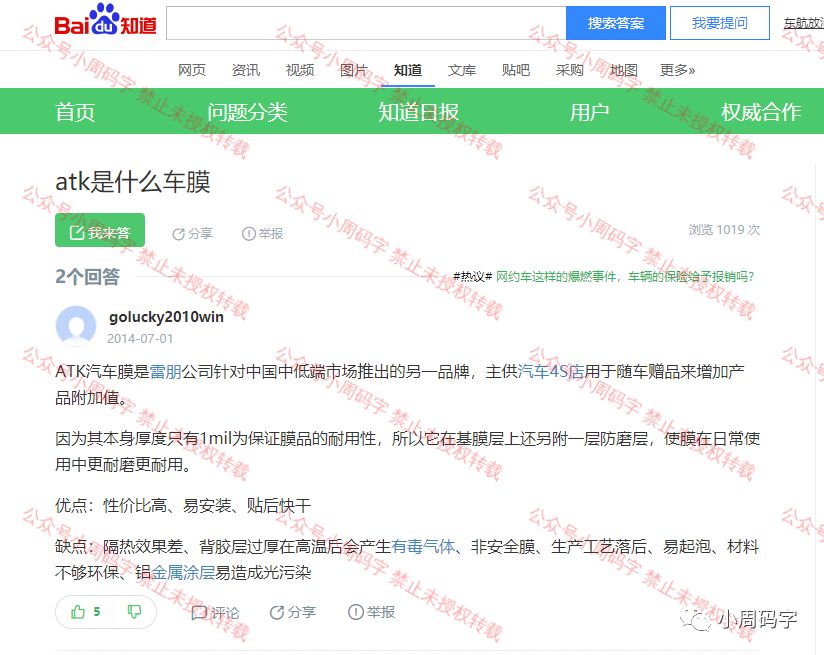 Bai du 知道
搜索答案 我要提问 东航放
网页 资讯 视频 图片 知道 文库 贴吧 采购 地图 更多»
首页 问题分类 知道日报 用户 权威合作
atk是什么车膜
我来答 分享 举报 浏览 1019 次
2个回答 #热议# 网约车这样的爆燃事件，车辆的保险给予报销吗？
golucky2010win
2014-07-01
ATK汽车膜是雷朋公司针对中国中低端市场推出的另一品牌，主供汽车4S店用于随车赠品来增加产
品附加值。
因为其本身厚度只有1mil为保证膜品的耐用性，所以它在基膜层上还另附一层防磨层，使膜在日常使
用中更耐磨更耐用。
优点：性价比高、易安装、贴后快干
缺点：隔热效果差、背胶层过厚在高温后会产生有毒气体、非安全膜、生产工艺落后、易起泡、材料
不够环保、铝金属涂层易造成光污染
5 评论 分享 举报
小周码字
公众号小周码字 禁止未授权转载